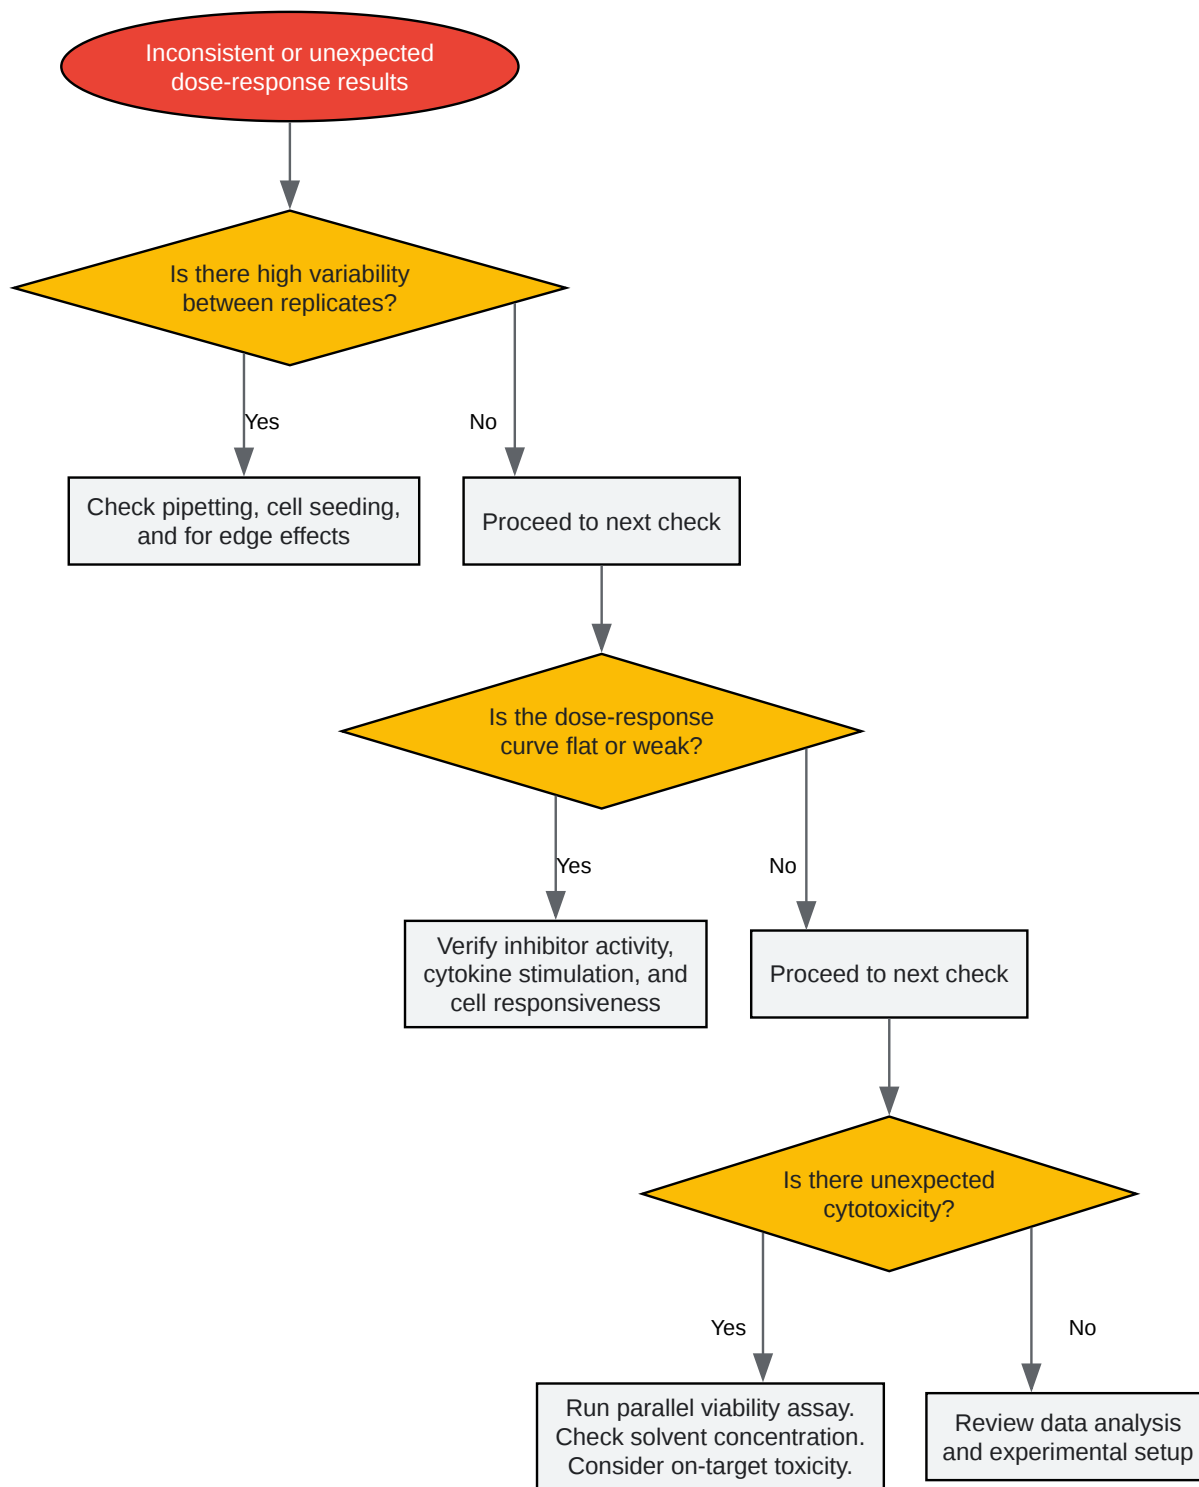 Inconsistent or unexpected
dose-response results
Is there high variability
between replicates?
Yes
No
Check pipetting, cell seeding,
and for edge effects
Proceed to next check
Is the dose-response
curve flat or weak?
Yes
No
Verify inhibitor activity,
cytokine stimulation, and
cell responsiveness
Proceed to next check
Is there unexpected
cytotoxicity?
Yes
No
Run parallel viability assay.
Check solvent concentration.
Consider on-target toxicity.
Review data analysis
and experimental setup